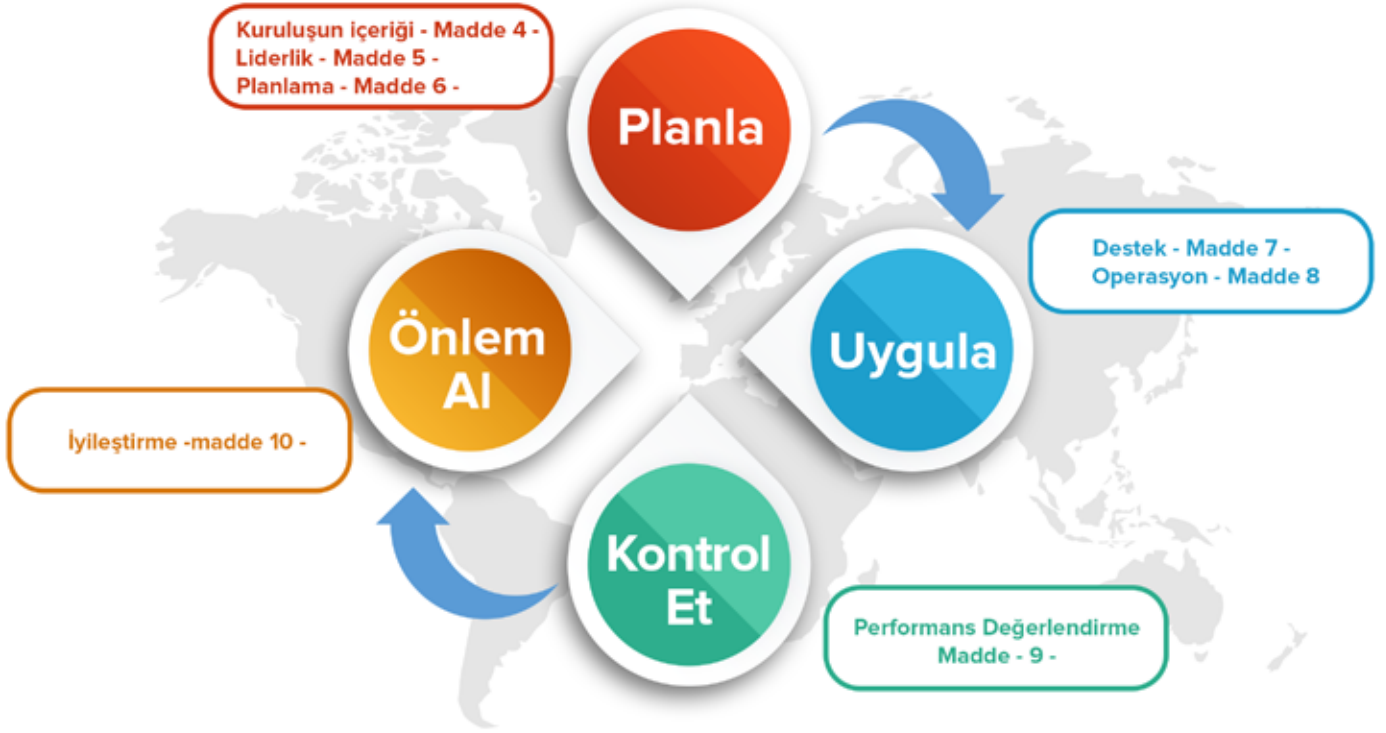 Kuruluşun içeriği - Madde 4 -
Liderlik - Madde 5 -
Planlama - Madde 6 -
Planla
Destek - Madde 7 -
Operasyon - Madde 8
Önlem
Al
Uygula
İyileştirme -madde 10 -
Kontrol
Et
Performans Değerlendirme
Madde - 9 -